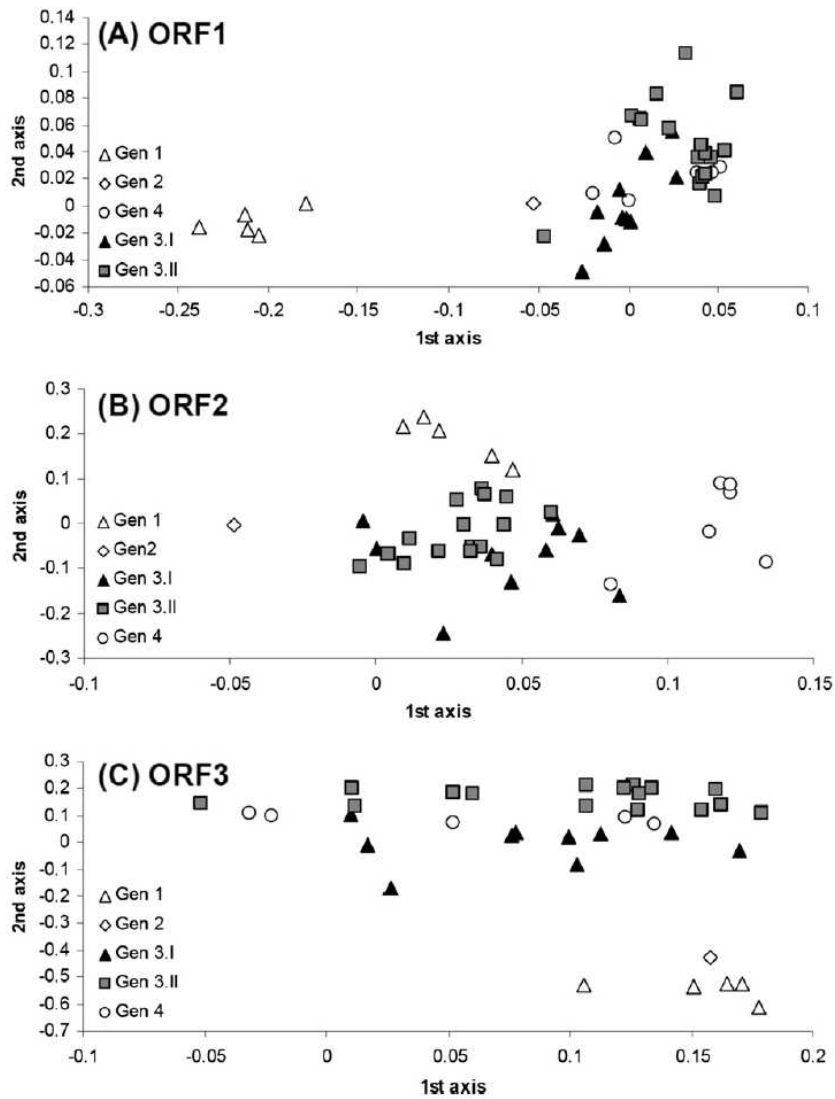 (A) ORF1
2nd axis
0.14
0.12
0.1
0.08
0.06
0.04
0.02
0
-0.02
-0.04
-0.06
Gen 1
Gen 2
Gen 4
Gen 3.I
Gen 3.II
-0.3 -0.25 -0.2 -0.15 -0.1 -0.05 0 0.05 0.1
1st axis
(B) ORF2
2nd axis
0.3
0.2
0.1
0
-0.1
-0.2
-0.3
Gen 1
Gen2
Gen 3.I
Gen 3.II
Gen 4
-0.1 -0.05 0 0.05 0.1 0.15
1st axis
(C) ORF3
2nd axis
0.3
0.2
0.1
0
-0.1
-0.2
-0.3
-0.4
-0.5
-0.6
-0.7
Gen 1
Gen 2
Gen 3.I
Gen 3.II
Gen 4
-0.1 -0.05 0 0.05 0.1 0.15 0.2
1st axis